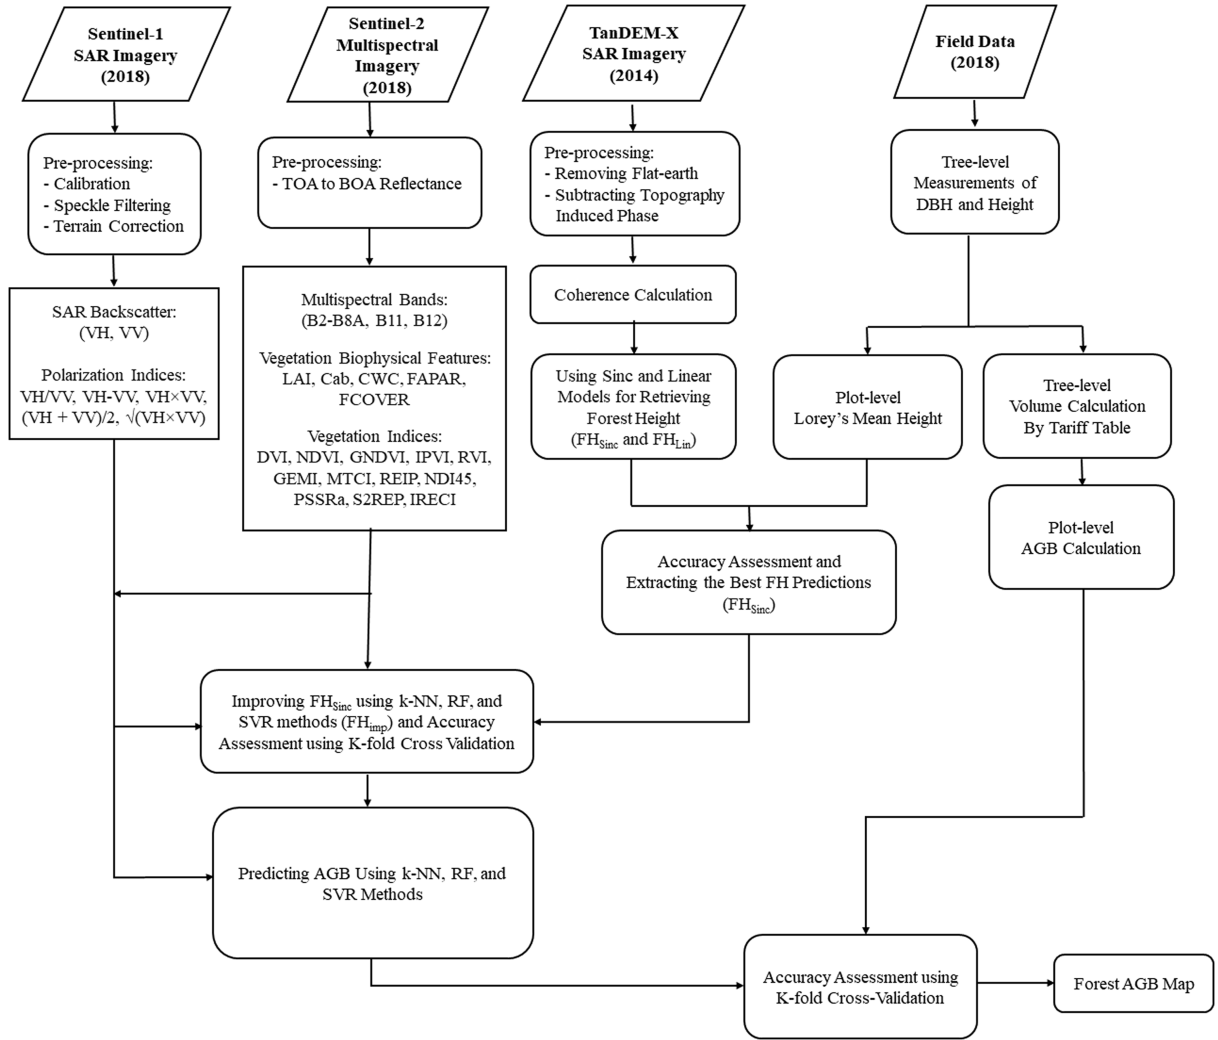 Sentinel-1
SAR Imagery
(2018)
Sentinel-2
Multispectral
Imagery
(2018)
TanDEM-X
SAR Imagery
(2014)
Field Data
(2018)
Pre-processing:
- Calibration
- Speckle Filtering
- Terrain Correction
Pre-processing:
- TOA to BOA Reflectance
Pre-processing:
- Removing Flat-earth
- Subtracting Topography
Induced Phase
Tree-level
Measurements of
DBH and Height
SAR Backscatter:
(VH, VV)
Polarization Indices:
VH/VV, VH-VV, VH×VV,
(VH + VV)/2, √(VH×VV)
Multispectral Bands:
(B2-B8A, B11, B12)
Vegetation Biophysical Features:
LAI, Cab, CWC, FAPAR,
FCOVER
Vegetation Indices:
DVI, NDVI, GNDVI, IPVI, RVI,
GEMI, MTCI, REIP, NDI45,
PSSRa, S2REP, IRECI
Coherence Calculation
Using Sinc and Linear
Models for Retrieving
Forest Height
(FHSinc and FHLin)
Plot-level
Lorey's Mean Height
Tree-level
Volume Calculation
By Tariff Table
Plot-level
AGB Calculation
Accuracy Assessment and
Extracting the Best FH Predictions
(FHSinc)
Improving FHSinc using k-NN, RF, and
SVR methods (FHimp) and Accuracy
Assessment using K-fold Cross Validation
Predicting AGB Using k-NN, RF, and
SVR Methods
Accuracy Assessment using
K-fold Cross-Validation
Forest AGB Map